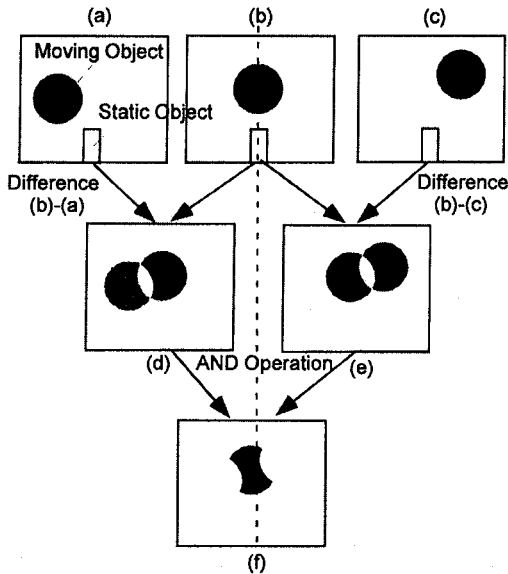 (a)
(b)
(c)
Moving Object
Static Object
Difference
(b)-(a)
Difference
(b)-(c)
(d)
AND Operation
(e)
(f)